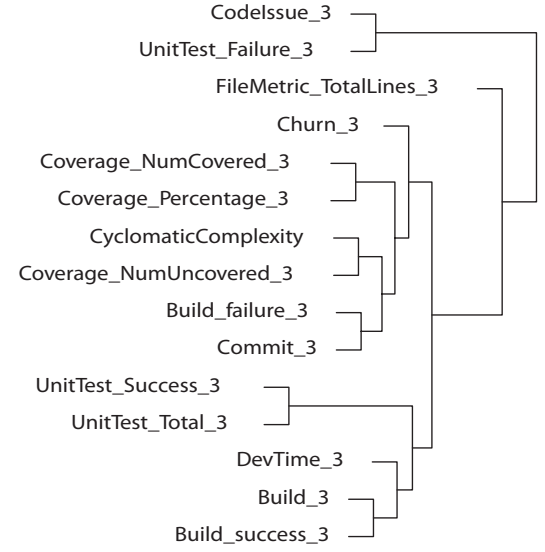 CodeIssue_3
UnitTest_Failure_3
FileMetric_TotalLines_3
Churn_3
Coverage_NumCovered_3
Coverage_Percentage_3
CyclomaticComplexity
Coverage_NumUncovered_3
Build_failure_3
Commit_3
UnitTest_Success_3
UnitTest_Total_3
DevTime_3
Build_3
Build_success_3